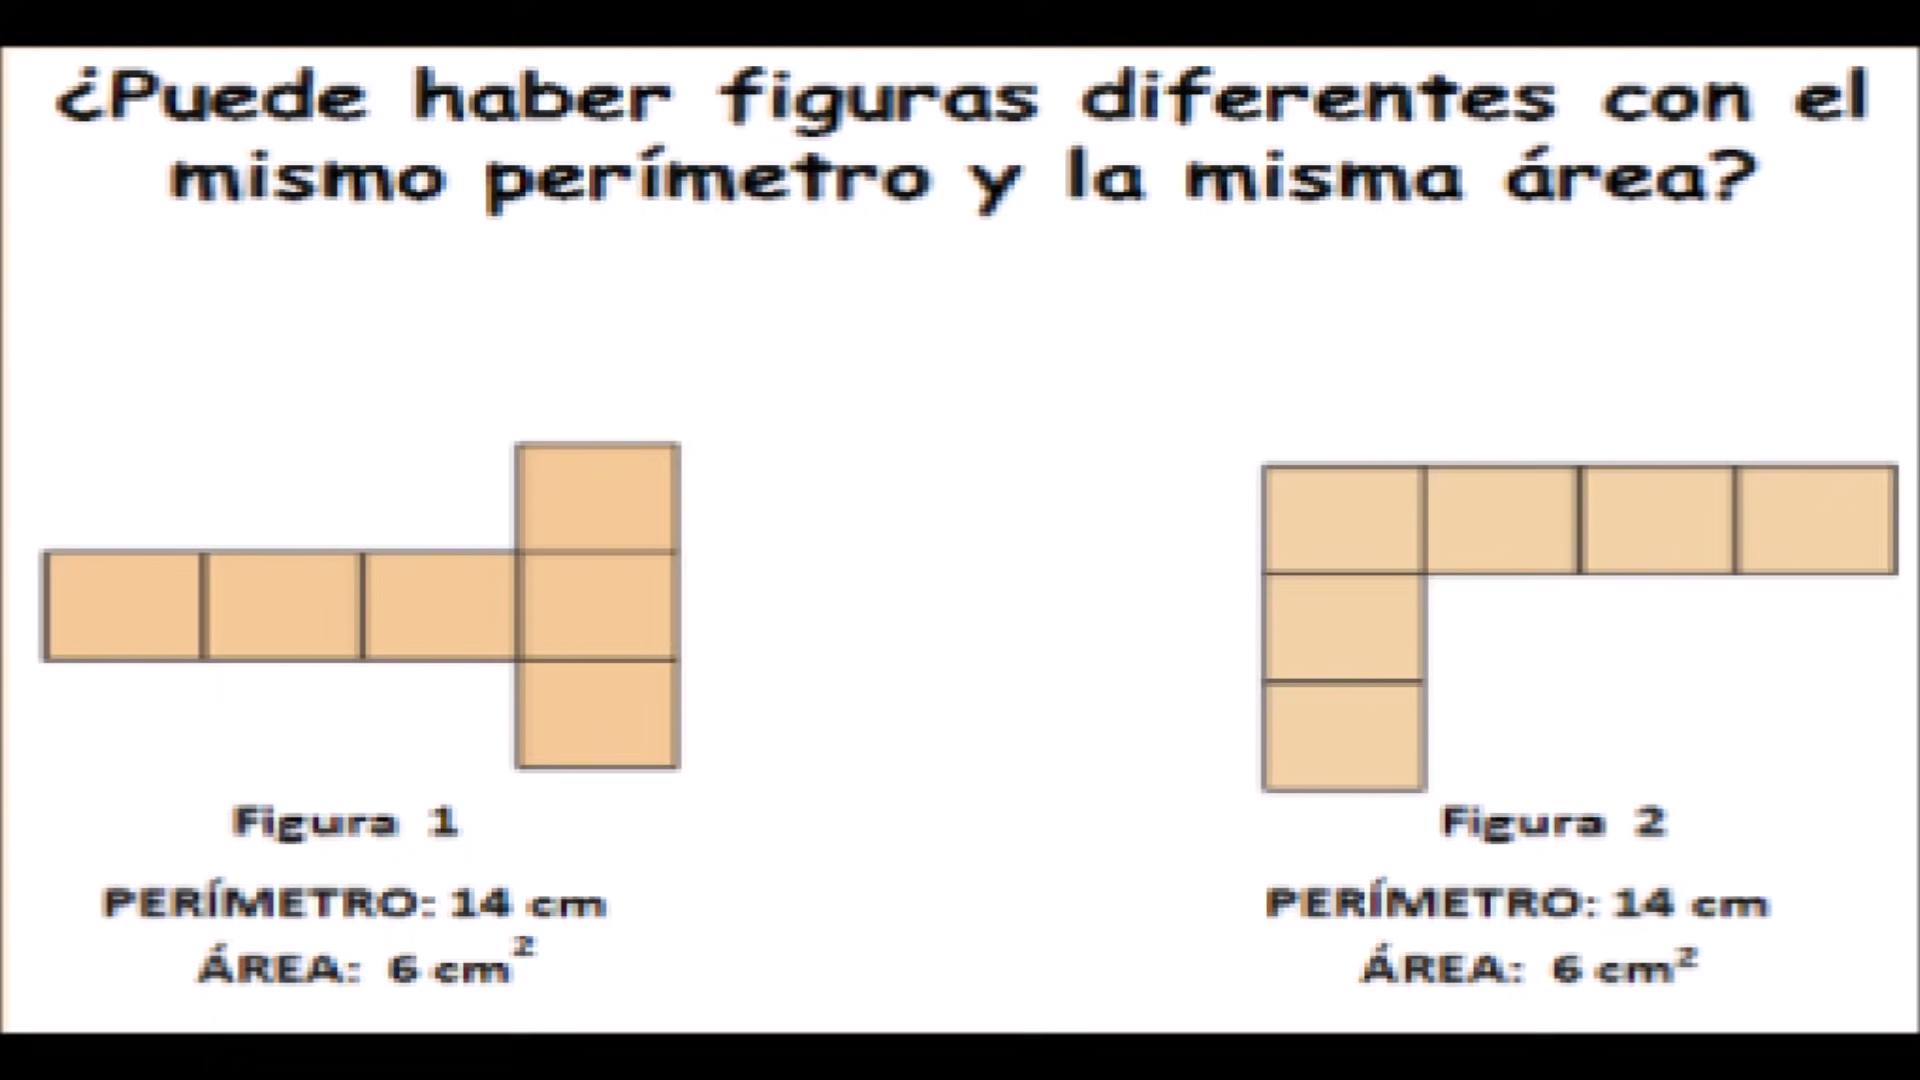 ¿Puede haber figuras diferentes con el
mismo perímetro y la misma área?
Figura 1
PERÍMETRO: 14 cm
ÁREA: 6 cm²
Figura 2
PERÍMETRO: 14 cm
ÁREA: 6 cm²